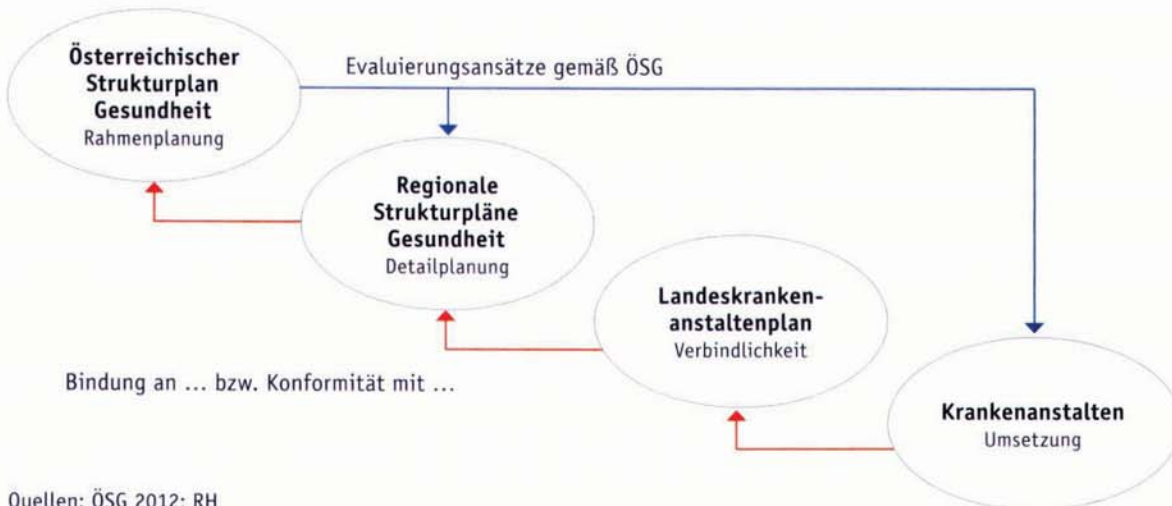 Österreichischer
Strukturplan
Gesundheit
Rahmenplanung
Evaluierungsansätze gemäß ÖSG
Regionale
Strukturpläne
Gesundheit
Detailplanung
Landeskranken-
anstaltenplan
Verbindlichkeit
Bindung an ... bzw. Konformität mit ...
Krankenanstalten
Umsetzung
Quellen: ÖSG 2012; RH